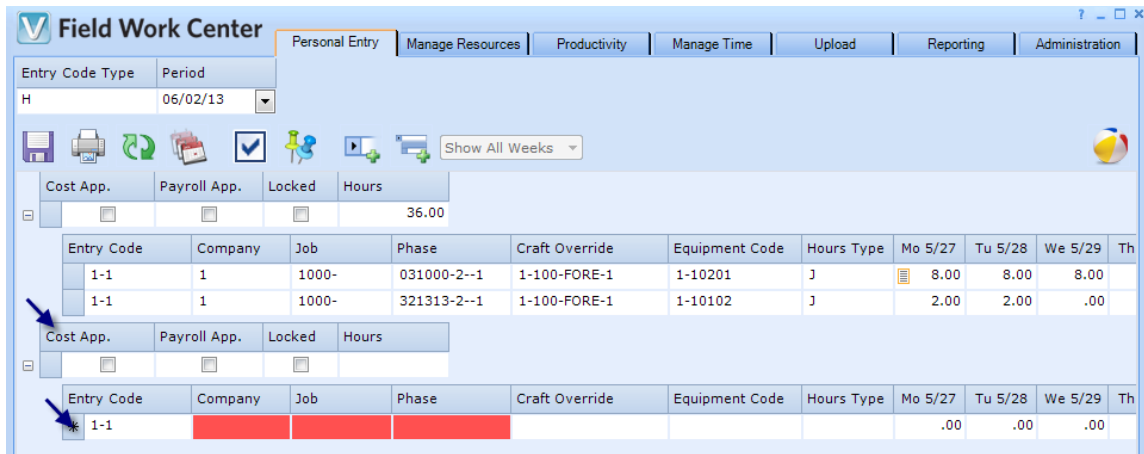 ? _ □ ×
V Field Work Center
Personal Entry Manage Resources Productivity Manage Time Upload Reporting Administration
Entry Code Type Period
H 06/02/13
Show All Weeks
Cost App. Payroll App. Locked Hours
36.00
Entry Code Company Job Phase Craft Override Equipment Code Hours Type Mo 5/27 Tu 5/28 We 5/29 Th
1-1 1 1000- 031000-2--1 1-100-FORE-1 1-10201 J 8.00 8.00 8.00
1-1 1 1000- 321313-2--1 1-100-FORE-1 1-10102 J 2.00 2.00 .00
Cost App. Payroll App. Locked Hours
Entry Code Company Job Phase Craft Override Equipment Code Hours Type Mo 5/27 Tu 5/28 We 5/29 Th
* 1-1 .00 .00 .00